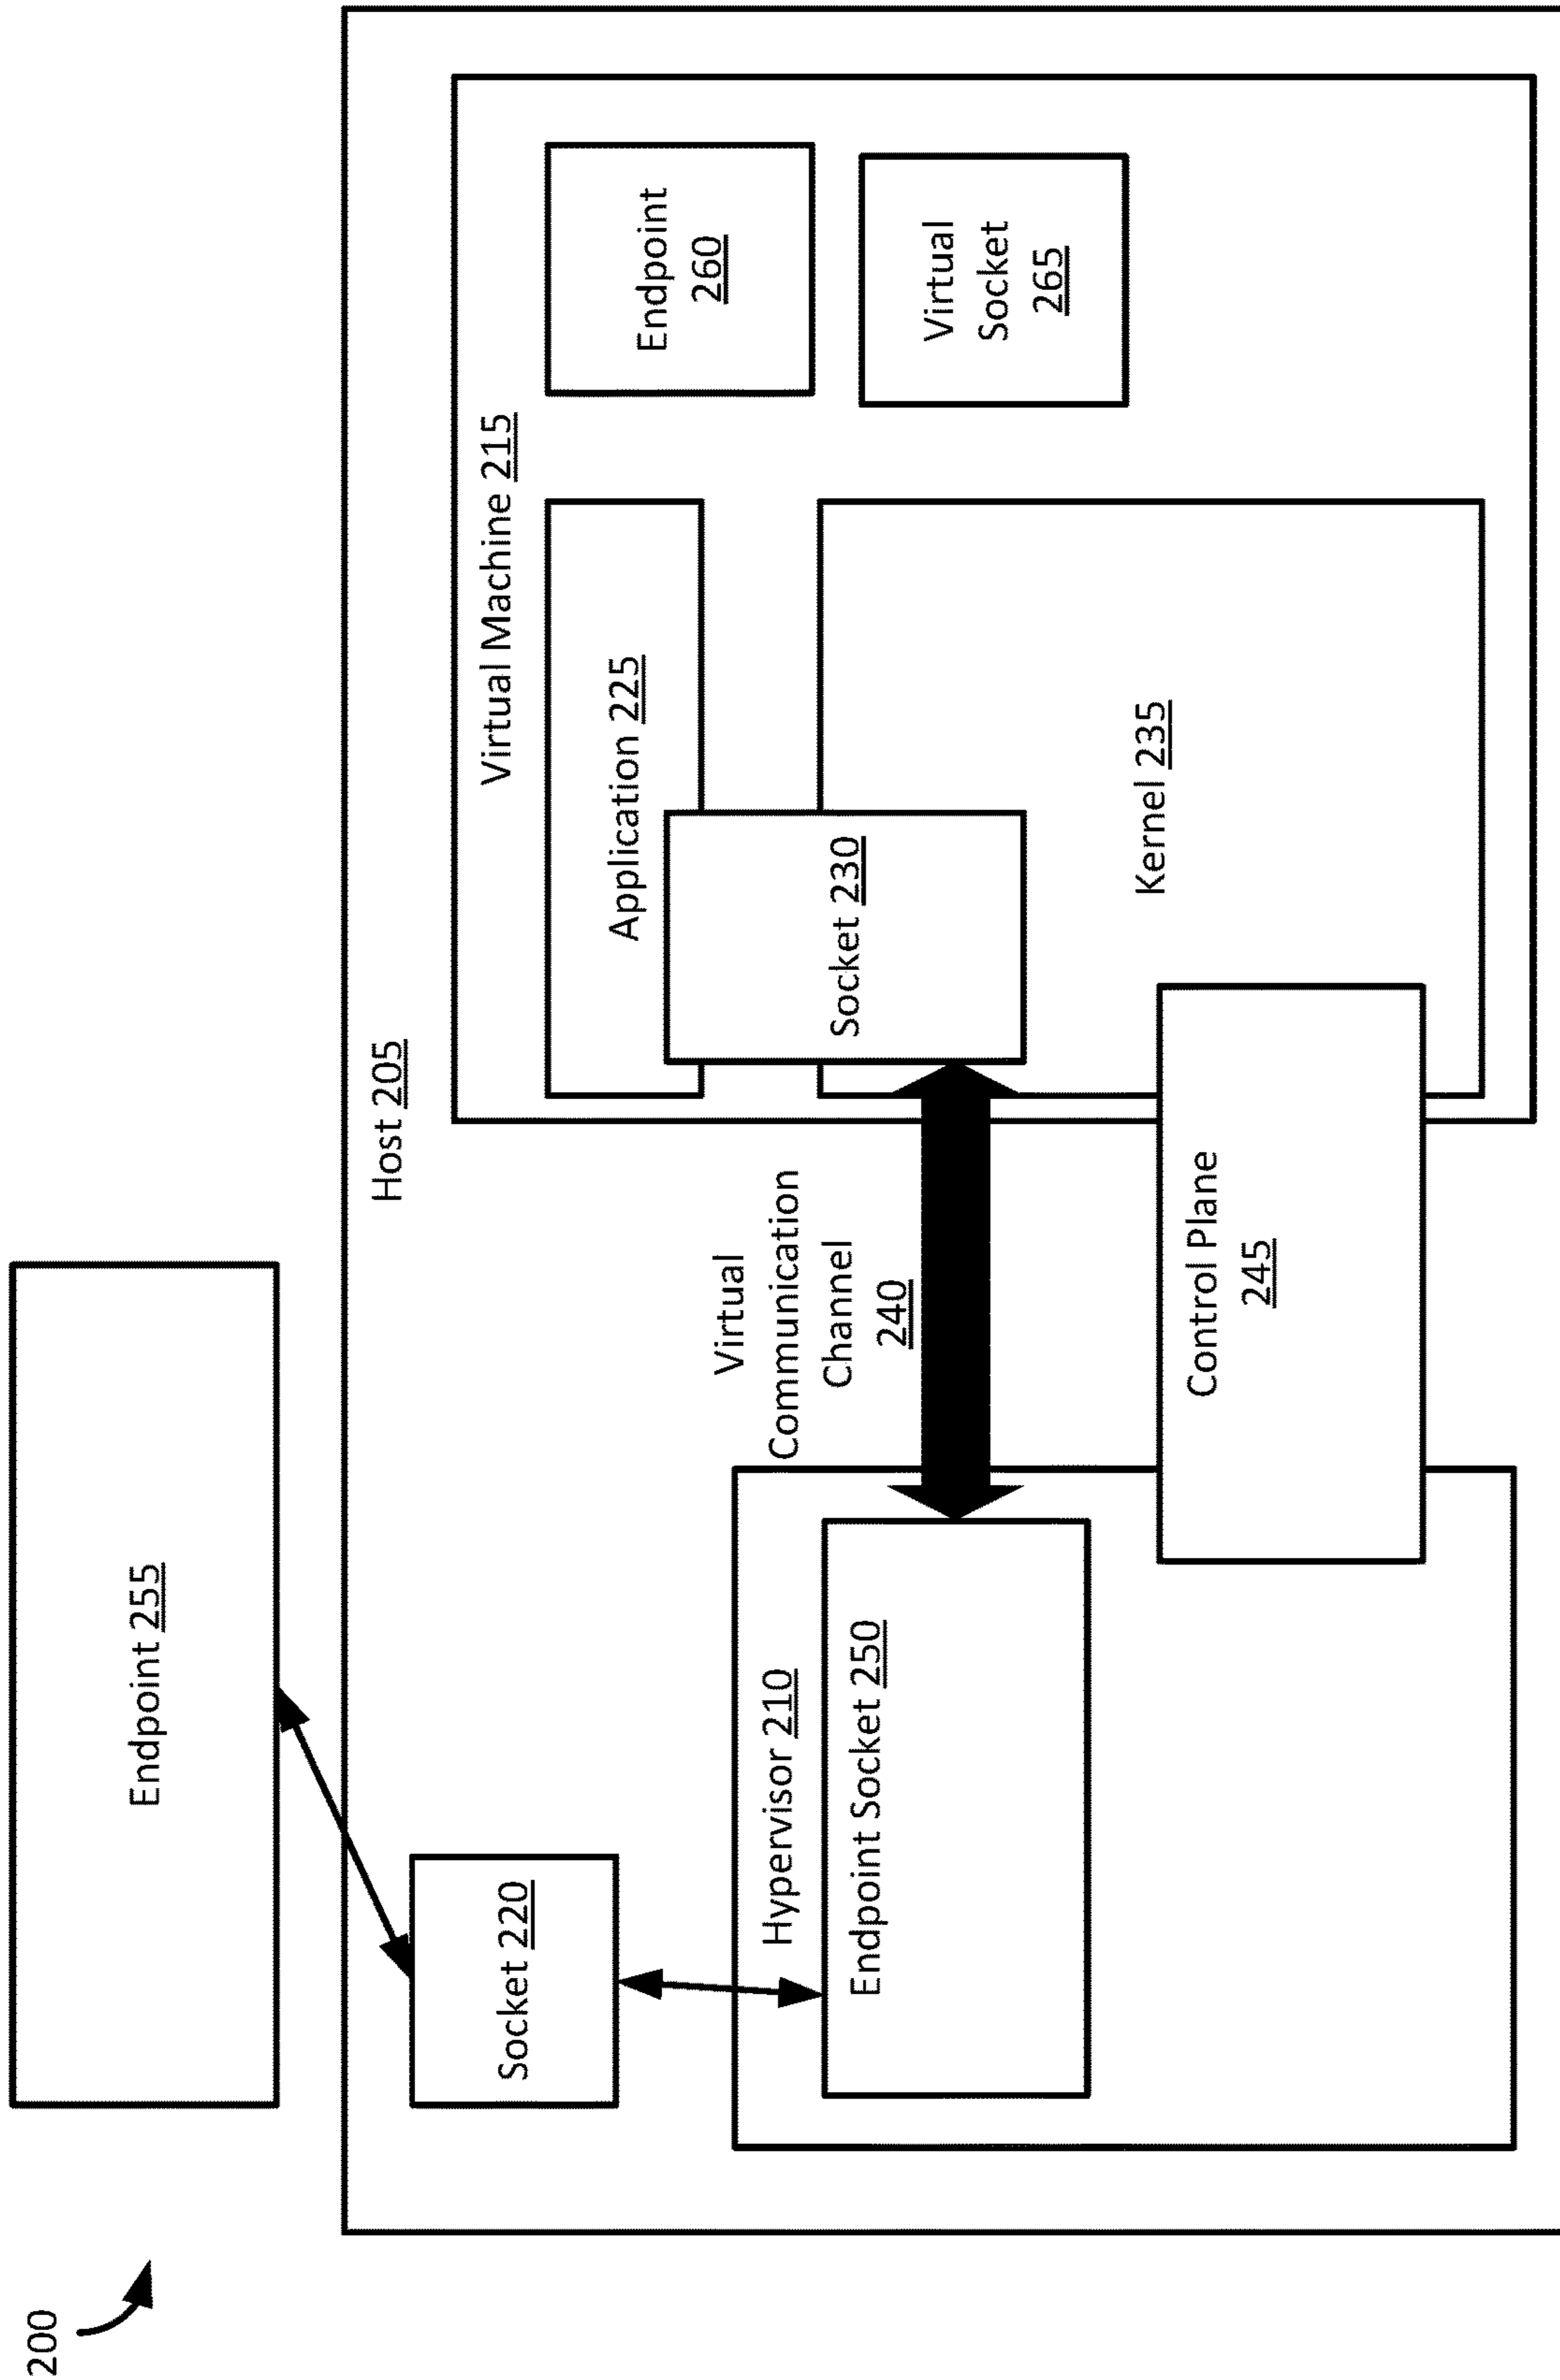 200
Endpoint 255
Host 205
Socket 220
Hypervisor 210
Endpoint Socket 250
Virtual
Communication
Channel
240
Control Plane
245
Virtual Machine 215
Application 225
Socket 230
Kernel 235
Endpoint
260
Virtual
Socket
265